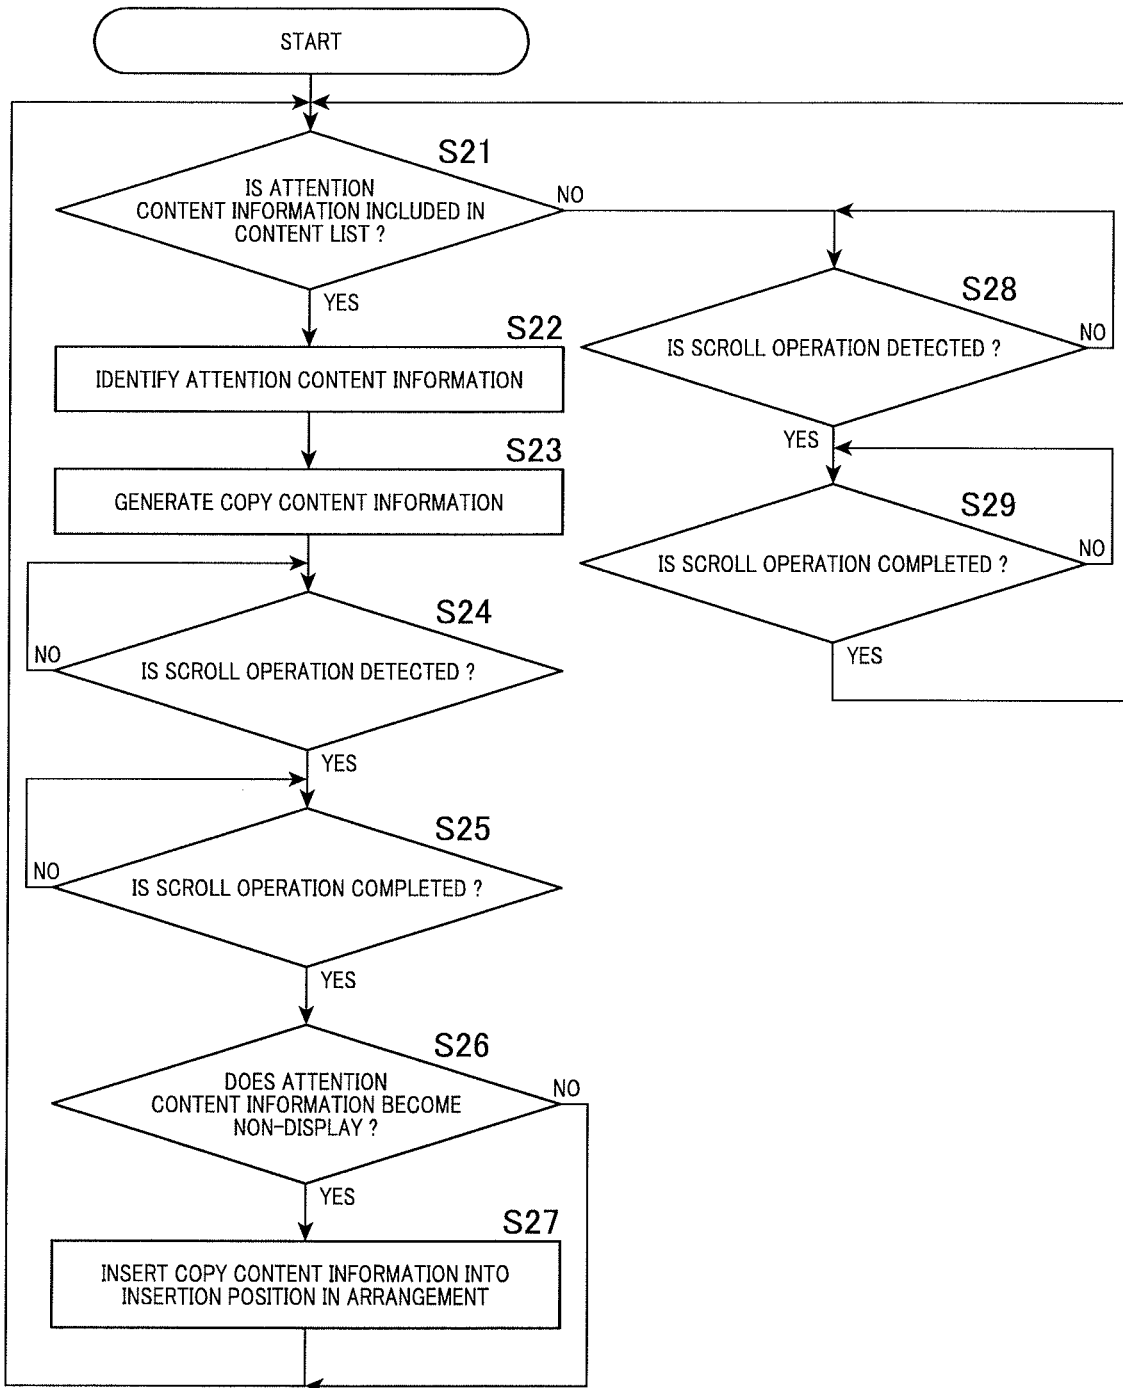 START
S21
IS ATTENTION
CONTENT INFORMATION INCLUDED IN
CONTENT LIST ?
NO
YES
S22
IDENTIFY ATTENTION CONTENT INFORMATION
S23
GENERATE COPY CONTENT INFORMATION
S24
IS SCROLL OPERATION DETECTED ?
NO
YES
S25
IS SCROLL OPERATION COMPLETED ?
NO
YES
S26
DOES ATTENTION
CONTENT INFORMATION BECOME
NON-DISPLAY ?
NO
YES
S27
INSERT COPY CONTENT INFORMATION INTO
INSERTION POSITION IN ARRANGEMENT
S28
IS SCROLL OPERATION DETECTED ?
NO
YES
S29
IS SCROLL OPERATION COMPLETED ?
NO
YES